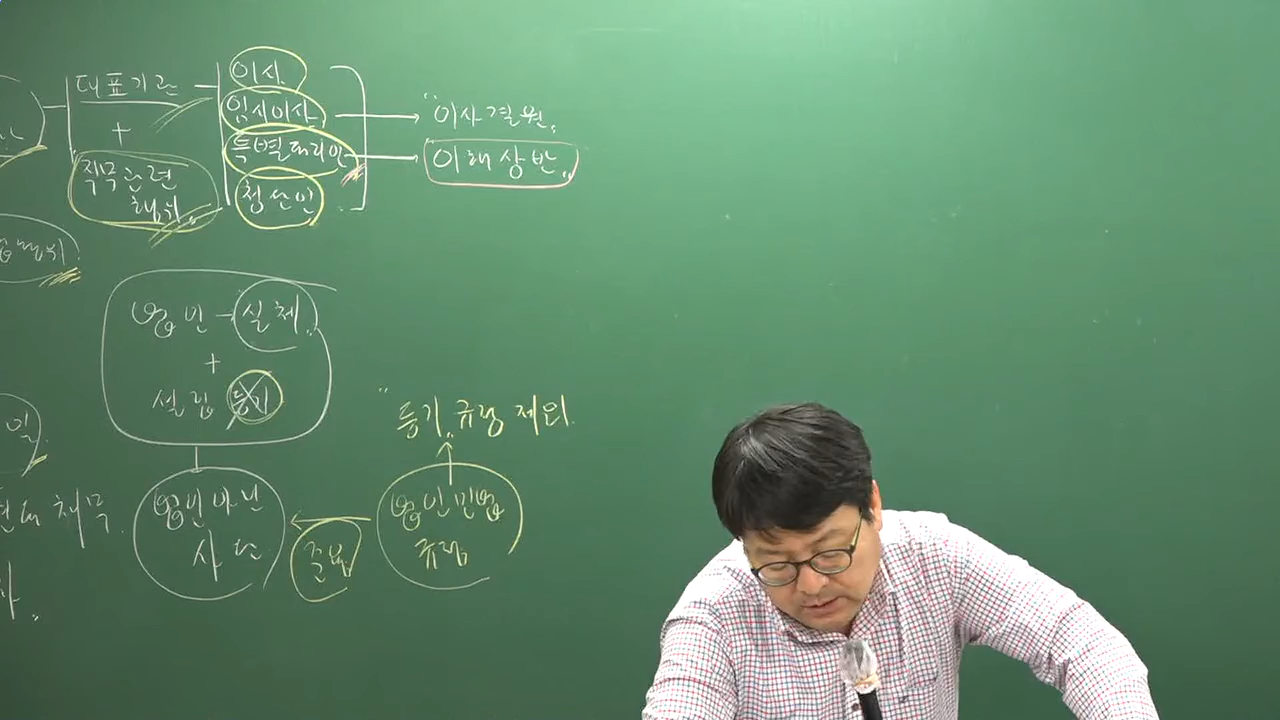 대표기관
+
직무관련
행위.
이사.
임시이사
특별대리인
청산인
"이사결원.,
이해상반.,
법인 - 실체.
+
설립 등기
"등기., 규정 제외.
법인 민법
규정
준용
법인 아닌
사단
채무.